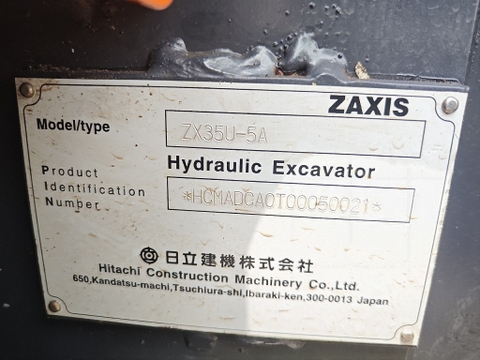 ZAXIS
Model/type ZX35U-5A
Hydraulic Excavator
Product
Identification
Number
*HCMADCA0T00050021*
日立建機株式会社
Hitachi Construction Machinery Co.,Ltd.
650,Kandatsu-machi,Tsuchiura-shi,Ibaraki-ken,300-0013 Japan